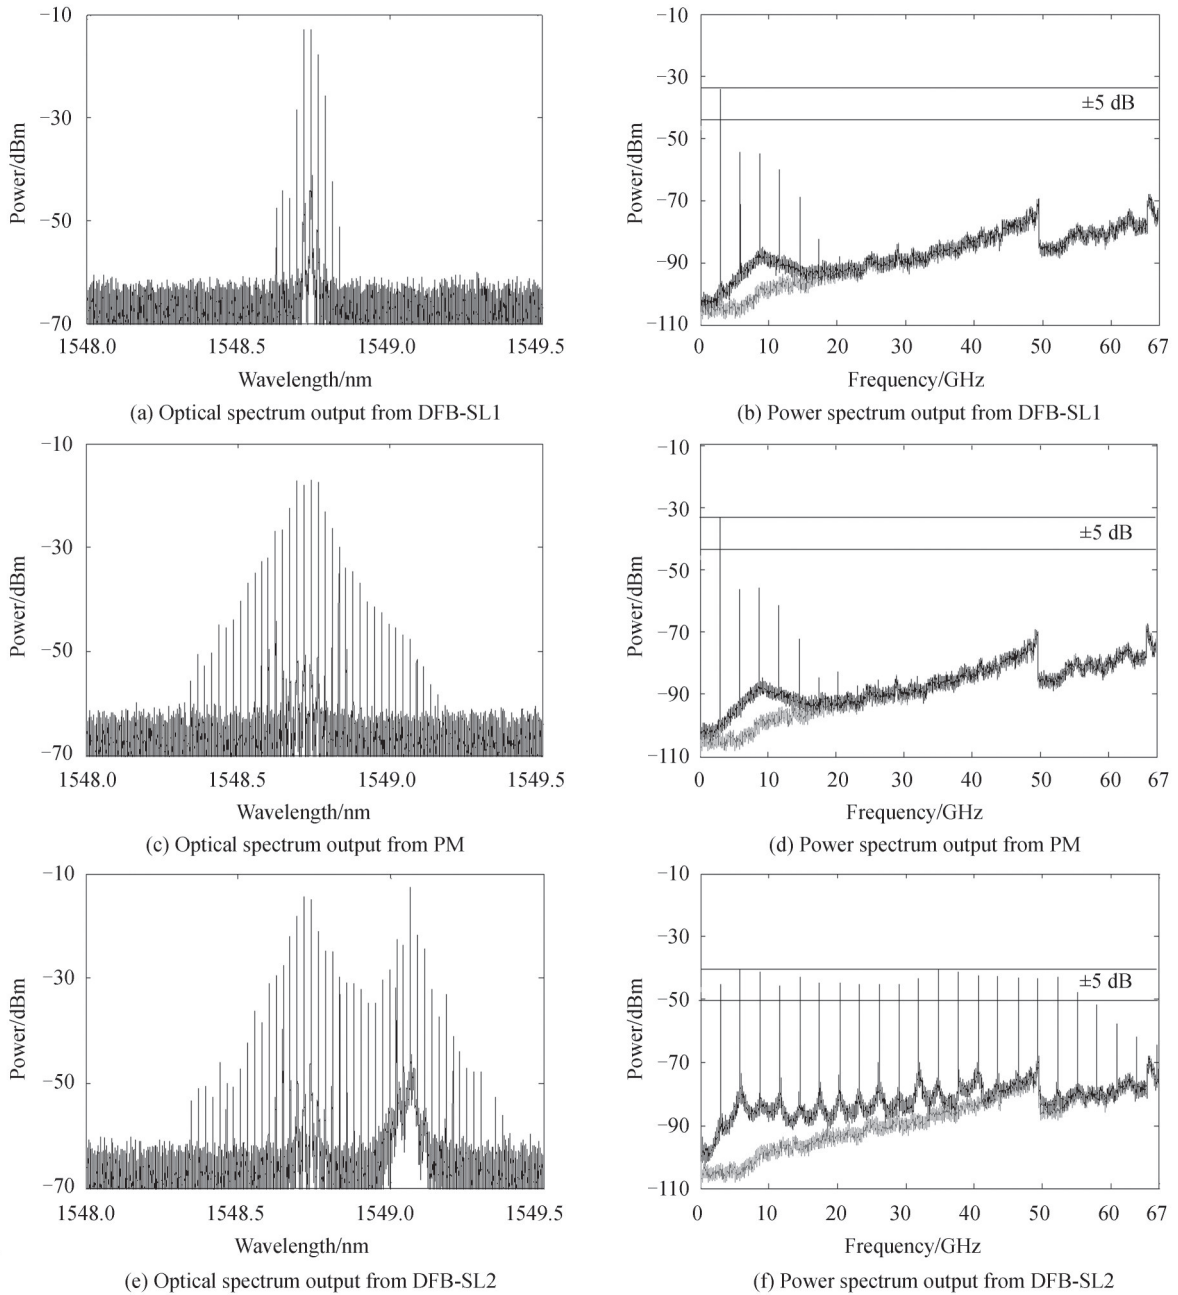 −10
−30
−50
−70
Power/dBm
1548.0 1548.5 1549.0 1549.5
Wavelength/nm
(a) Optical spectrum output from DFB-SL1
−10
−30
−50
−70
−90
−110
Power/dBm
±5 dB
0 10 20 30 40 50 60 67
Frequency/GHz
(b) Power spectrum output from DFB-SL1
−10
−30
−50
−70
Power/dBm
1548.0 1548.5 1549.0 1549.5
Wavelength/nm
(c) Optical spectrum output from PM
−10
−30
−50
−70
−90
−110
Power/dBm
±5 dB
0 10 20 30 40 50 60 67
Frequency/GHz
(d) Power spectrum output from PM
−10
−30
−50
−70
Power/dBm
1548.0 1548.5 1549.0 1549.5
Wavelength/nm
(e) Optical spectrum output from DFB-SL2
−10
−30
−50
−70
−90
−110
Power/dBm
±5 dB
0 10 20 30 40 50 60 67
Frequency/GHz
(f) Power spectrum output from DFB-SL2